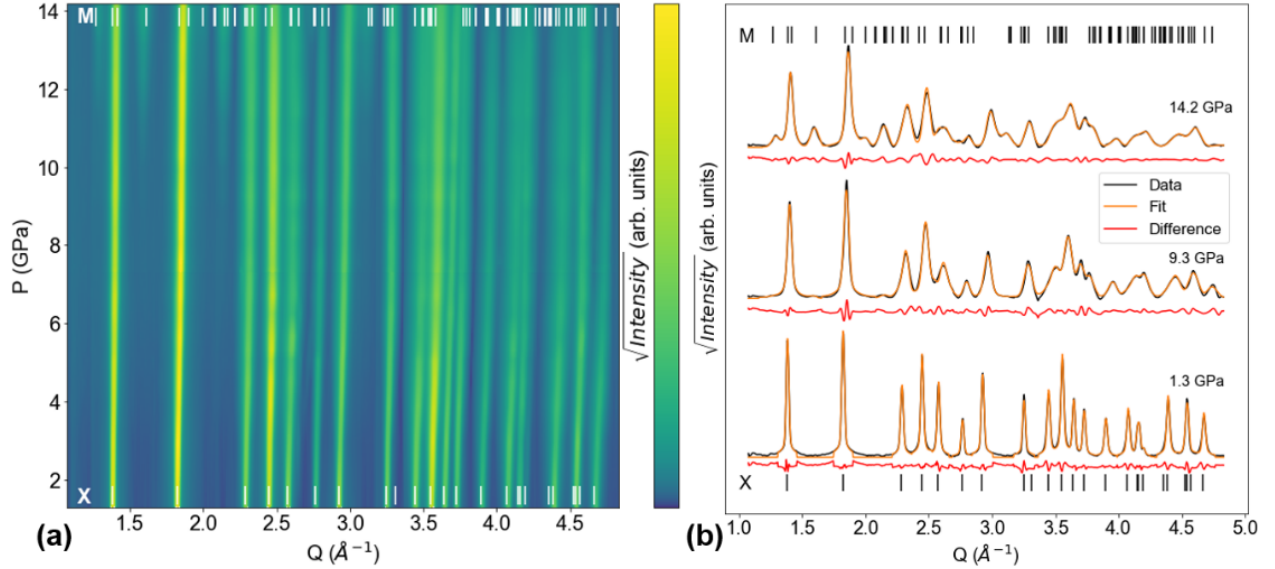 M
14
12
10
8
6
4
2
P (GPa)
X
1.5 2.0 2.5 3.0 3.5 4.0 4.5
(a)
Q (Å⁻¹)
√Intensity (arb. units)
√Intensity (arb. units)
M
14.2 GPa
Data
Fit
Difference
9.3 GPa
1.3 GPa
X
1.0 1.5 2.0 2.5 3.0 3.5 4.0 4.5 5.0
(b)
Q (Å⁻¹)